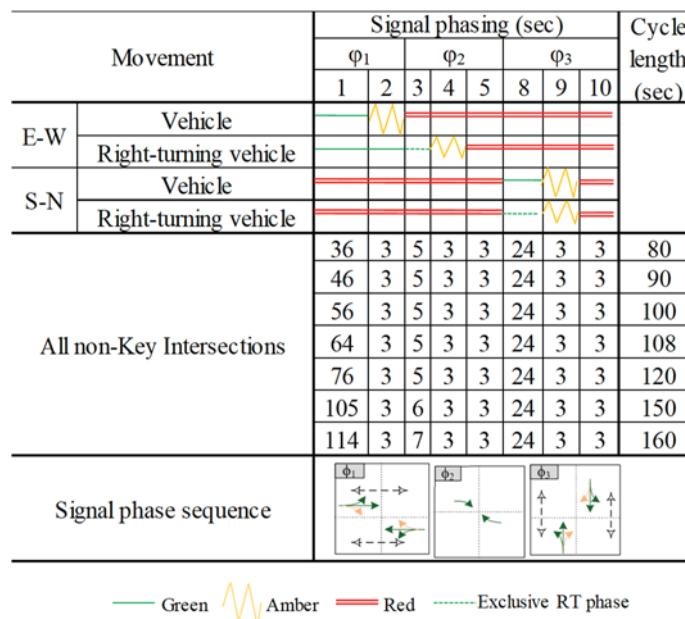 Movement Signal phasing (sec) Cycle length (sec)
φ1 φ2 φ3
1 2 3 4 5 8 9 10
E-W Vehicle
Right-turning vehicle
S-N Vehicle
Right-turning vehicle
All non-Key Intersections
36 3 5 3 3 24 3 3 80
46 3 5 3 3 24 3 3 90
56 3 5 3 3 24 3 3 100
64 3 5 3 3 24 3 3 108
76 3 5 3 3 24 3 3 120
105 3 6 3 3 24 3 3 150
114 3 7 3 3 24 3 3 160
Signal phase sequence
ϕ1 ϕ2 ϕ3
Green Amber Red Exclusive RT phase